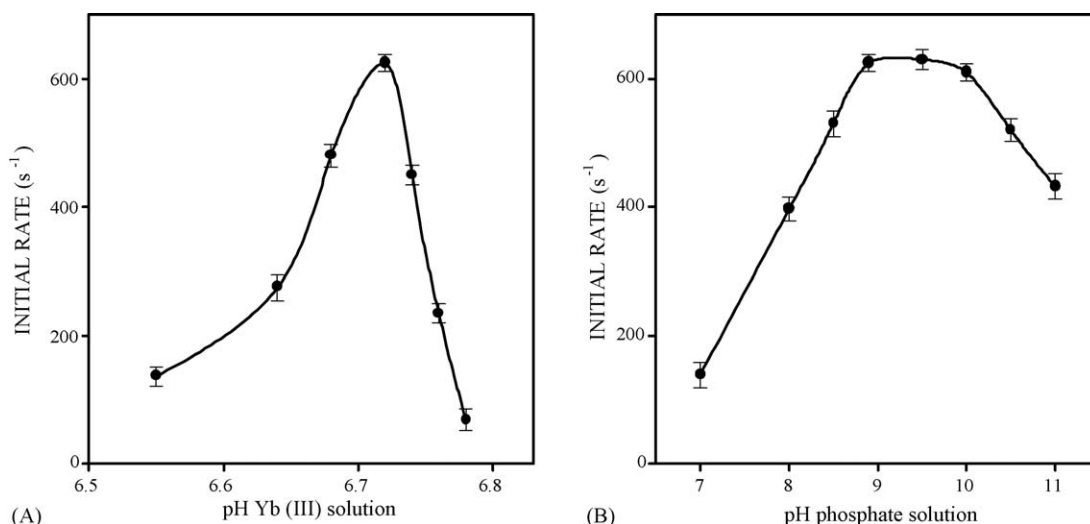 INITIAL RATE (s⁻¹)
600
400
200
0
6.5 6.6 6.7 6.8
pH Yb (III) solution
(A)
INITIAL RATE (s⁻¹)
600
400
200
0
7 8 9 10 11
pH phosphate solution
(B)